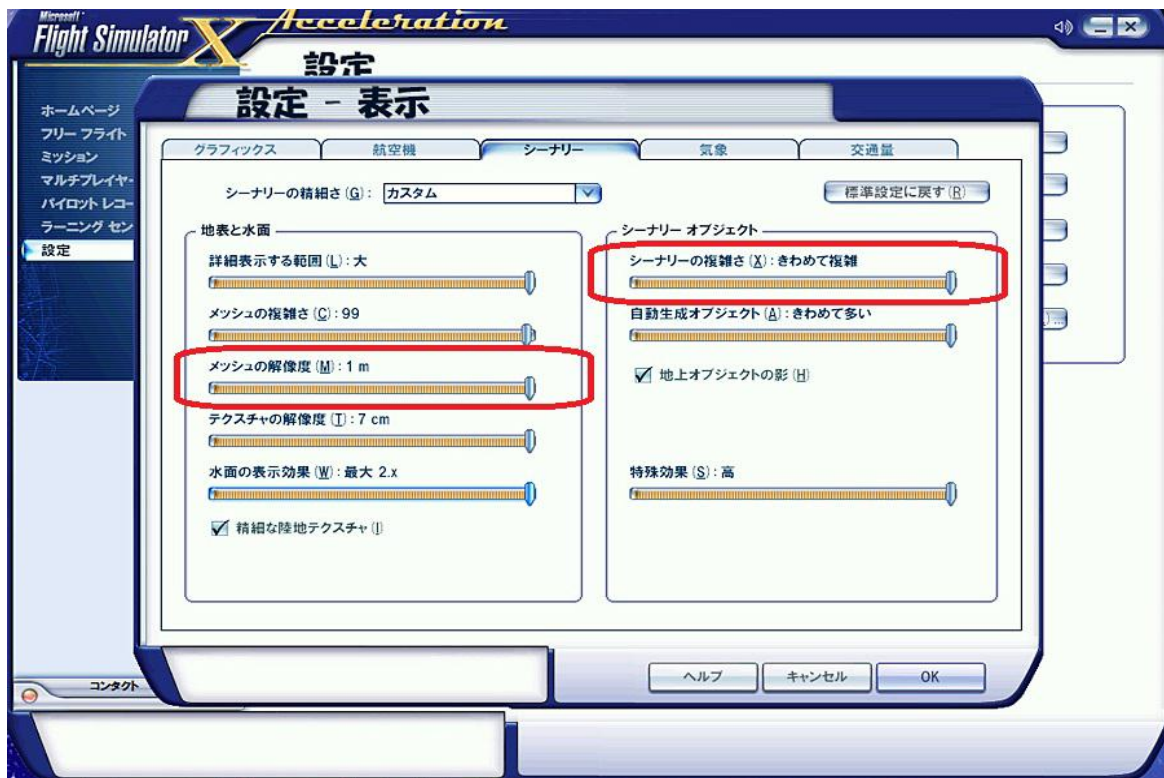 Microsoft
Flight Simulator X
Acceleration
設定
設定 - 表示
ホームページ
フリー フライト
ミッション
マルチプレイヤ-
パイロット レコー
ラーニング セン
設定
グラフィックス
航空機
シーナリー
気象
交通量
シーナリーの精細さ (G): カスタム
標準設定に戻す (R)
地表と水面
詳細表示する範囲 (L): 大
メッシュの複雑さ (C): 99
メッシュの解像度 (M): 1 m
テクスチャの解像度 (T): 7 cm
水面の表示効果 (W): 最大 2.x
精細な陸地テクスチャ (I)
シーナリー オブジェクト
シーナリーの複雑さ (X): きわめて複雑
自動生成オブジェクト (A): きわめて多い
地上オブジェクトの影 (H)
特殊効果 (S): 高
コンタクト
ヘルプ
キャンセル
OK